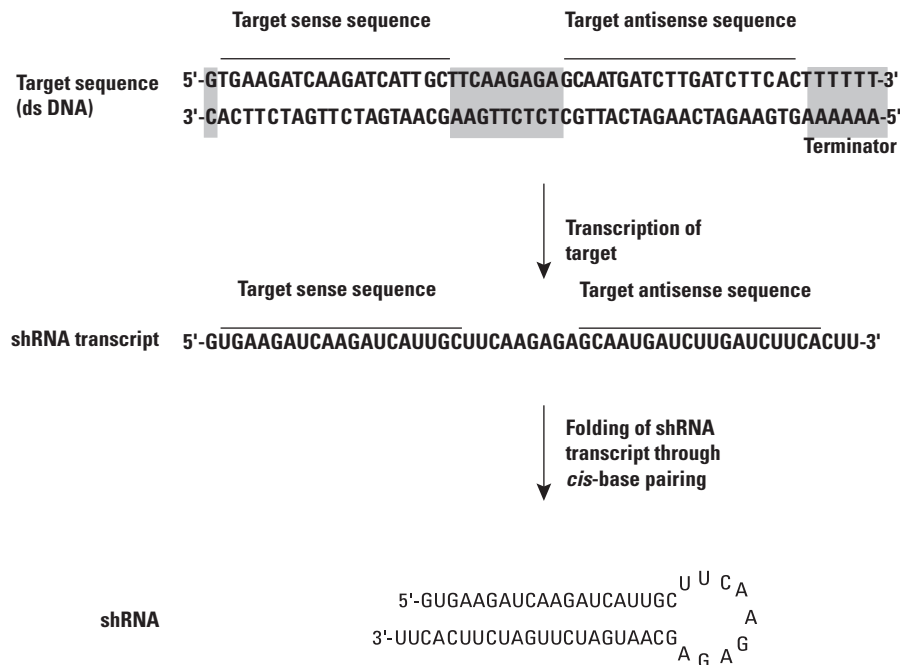 Target sense sequence Target antisense sequence
Target sequence
(ds DNA)
5'-GTGAAGATCAAGATCATTGCTTCAAGAGAGCAATGATCTTGATCTTCACTTTTTT-3'
3'-CACTTCTAGTTCTAGTAACGAAGTTCTCTCGTTACTAGAACTAGAAGTGAAAAAA-5'
Terminator
Transcription of
target
Target sense sequence Target antisense sequence
shRNA transcript 5'-GUGAAGAUCAAGAUCAUUGCUUCAAGAGAGCAAUGAUCUUGAUCUUCACUU-3'
Folding of shRNA
transcript through
cis-base pairing
shRNA
5'-GUGAAGAUCAAGAUCAUUGC U U C A A G A G A
3'-UUCACUUCUAGUUCUAGUAACG